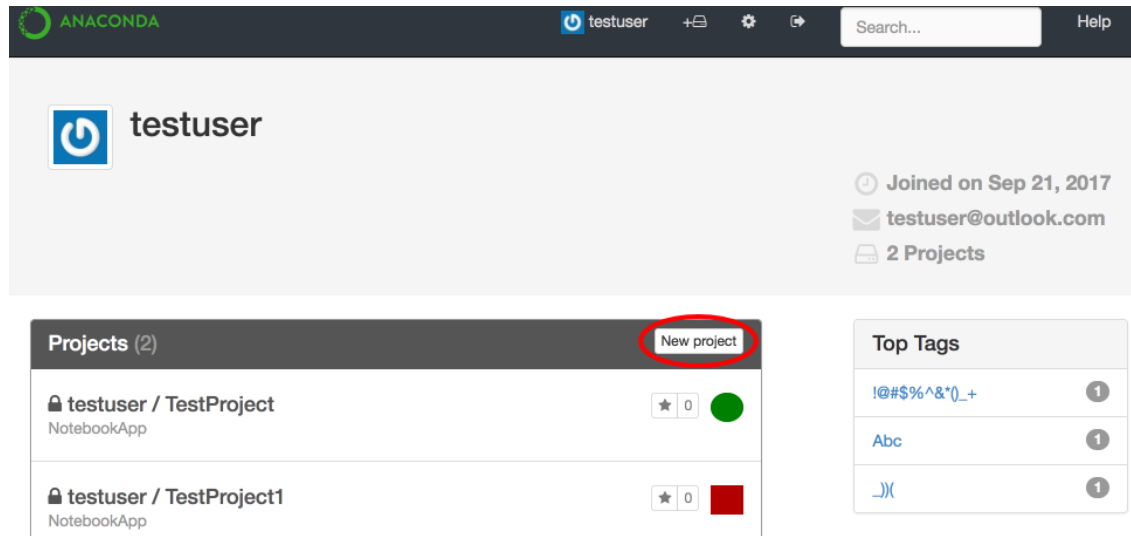 ANACONDA
testuser
Search...
Help
testuser
Joined on Sep 21, 2017
testuser@outlook.com
2 Projects
Projects (2)
New project
testuser / TestProject
NotebookApp
0
testuser / TestProject1
NotebookApp
0
Top Tags
!@#$%^&*()_+ 1
Abc 1
_))( 1